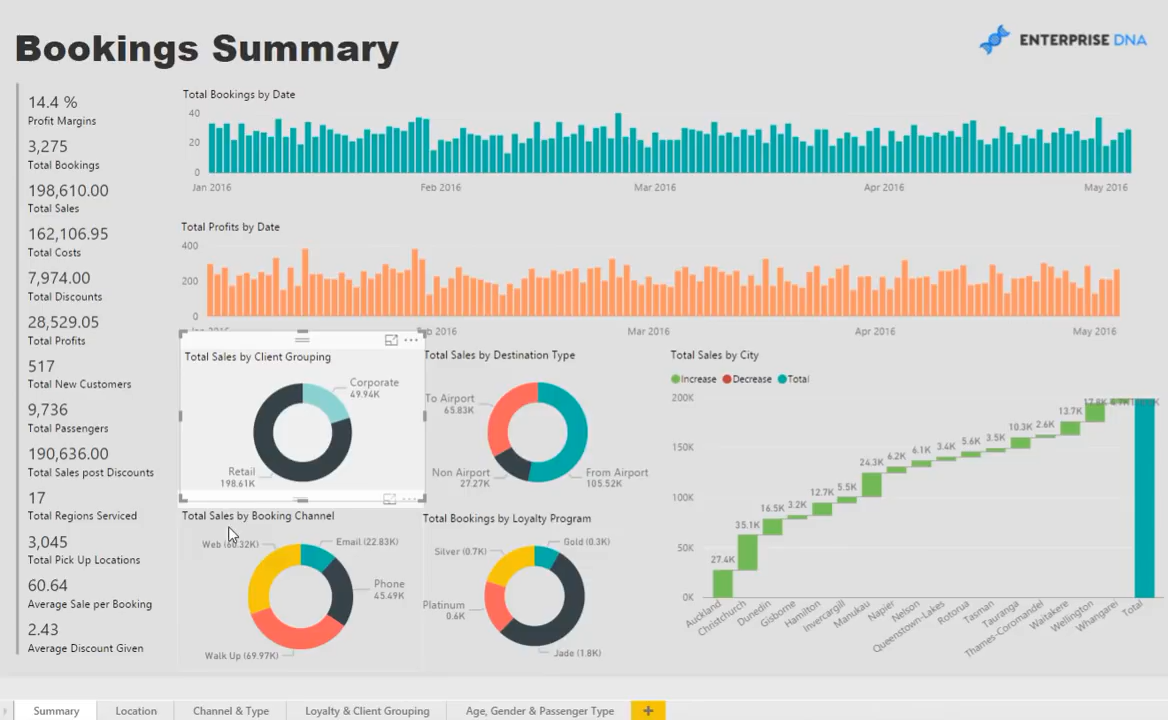 Bookings Summary
ENTERPRISE DNA
14.4 %
Profit Margins
3,275
Total Bookings
198,610.00
Total Sales
162,106.95
Total Costs
7,974.00
Total Discounts
28,529.05
Total Profits
517
Total New Customers
9,736
Total Passengers
190,636.00
Total Sales post Discounts
17
Total Regions Serviced
3,045
Total Pick Up Locations
60.64
Average Sale per Booking
2.43
Average Discount Given
Total Bookings by Date
40
20
0
Jan 2016 Feb 2016 Mar 2016 Apr 2016 May 2016
Total Profits by Date
400
200
0
Jan 2016 Feb 2016 Mar 2016 Apr 2016 May 2016
Total Sales by Client Grouping
Corporate
49.94K
Retail
198.61K
Total Sales by Destination Type
To Airport
65.83K
Non Airport
27.27K
From Airport
105.52K
Total Sales by Booking Channel
Web (60.32K)
Email (22.83K)
Phone
45.49K
Walk Up (69.97K)
Total Bookings by Loyalty Program
Silver (0.7K)
Gold (0.3K)
Platinum
0.6K
Jade (1.8K)
Total Sales by City
Increase Decrease Total
200K
150K
100K
50K
0K
27.4K 35.1K 16.5K 3.2K 12.7K 5.5K 24.3K 6.2K 6.1K 3.4K 5.6K 3.5K 10.3K 2.6K 13.7K 17.8K
Auckland Christchurch Dunedin Gisborne Hamilton Invercargill Manukau Napier Nelson Queenstown-Lakes Rotorua Tasman Tauranga Thames-Coromandel Waitakere Wellington Whangarei Total
Summary Location Channel & Type Loyalty & Client Grouping Age, Gender & Passenger Type +